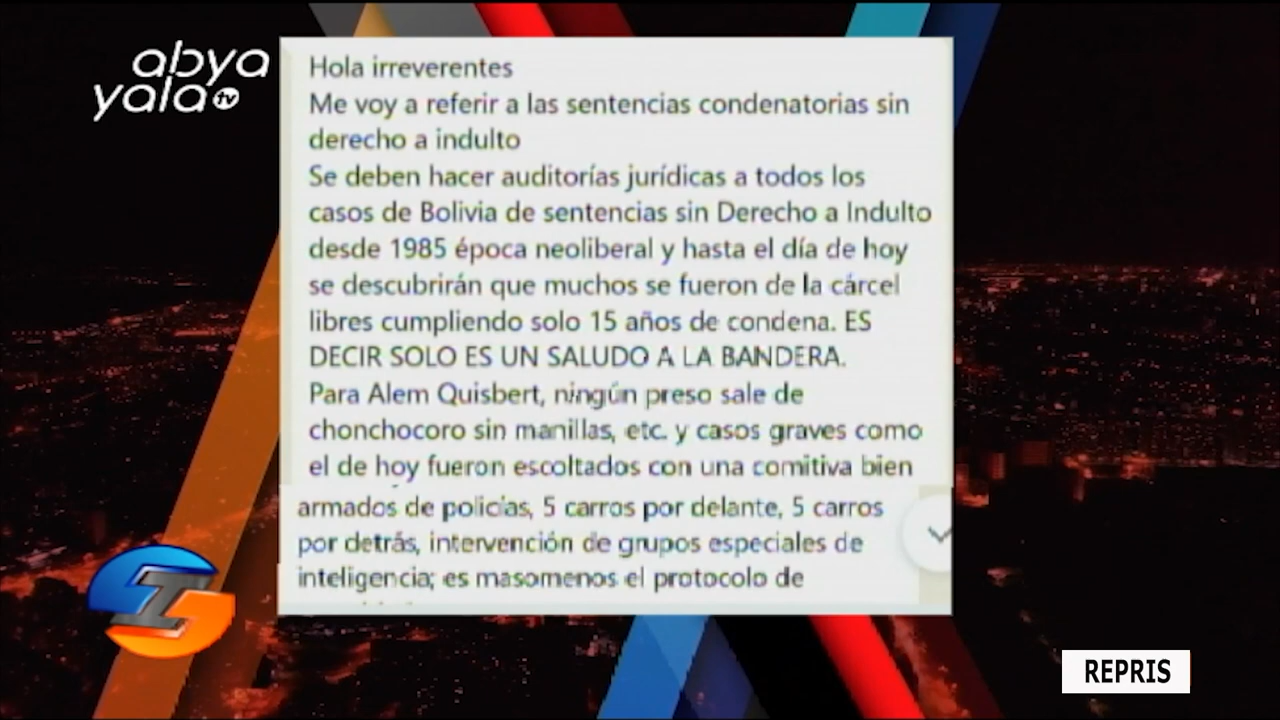 abya
yala tv
Hola irreverentes
Me voy a referir a las sentencias condenatorias sin
derecho a indulto
Se deben hacer auditorías jurídicas a todos los
casos de Bolivia de sentencias sin Derecho a Indulto
desde 1985 época neoliberal y hasta el día de hoy
se descubrirán que muchos se fueron de la cárcel
libres cumpliendo solo 15 años de condena. ES
DECIR SOLO ES UN SALUDO A LA BANDERA.
Para Alem Quisbert, ningún preso sale de
chonchocoro sin manillas, etc. y casos graves como
el de hoy fueron escoltados con una comitiva bien
armados de policías, 5 carros por delante, 5 carros
por detrás, intervención de grupos especiales de
inteligencia; es masomenos el protocolo de
REPRIS